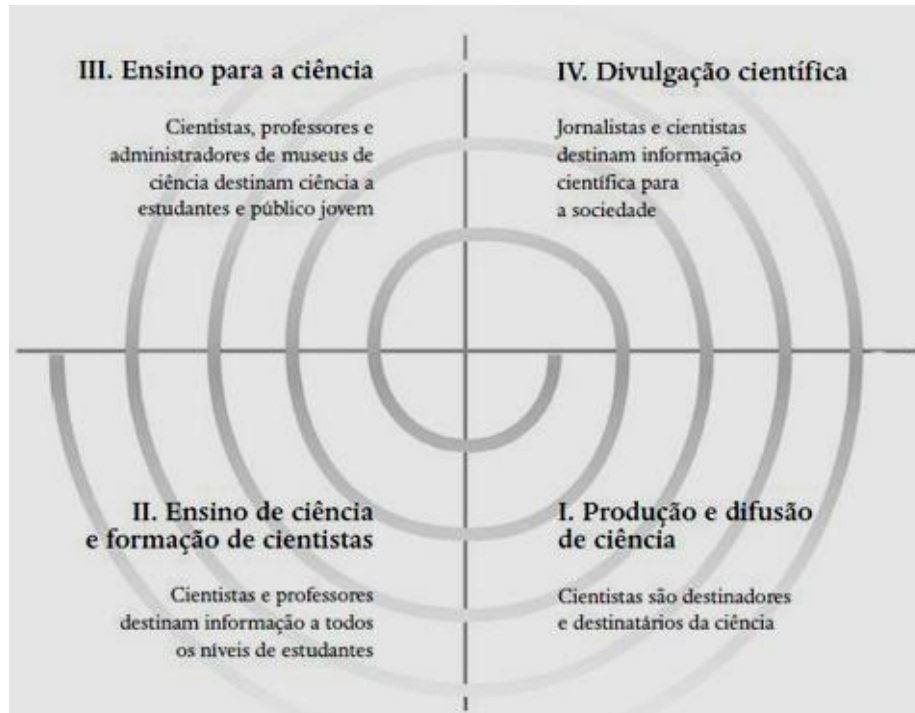 III. Ensino para a ciência
Cientistas, professores e
administradores de museus de
ciência destinam ciência a
estudantes e público jovem
IV. Divulgação científica
Jornalistas e cientistas
destinam informação
científica para
a sociedade
II. Ensino de ciência
e formação de cientistas
Cientistas e professores
destinam informação a todos
os níveis de estudantes
I. Produção e difusão
de ciência
Cientistas são destinadores
e destinatários da ciência